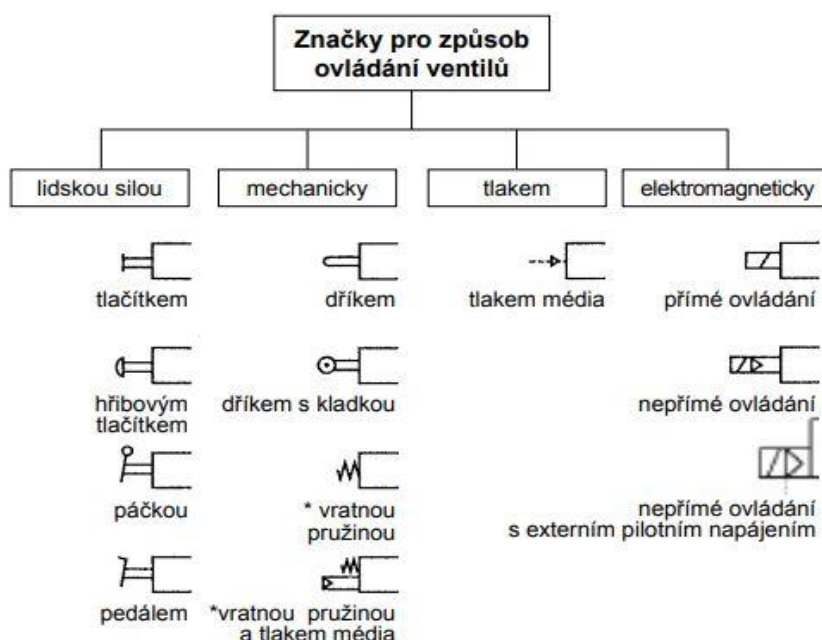 Značky pro způsob
ovládání ventilů
lidskou silou
mechanicky
tlakem
elektromagneticky
tlačítkem
dříkem
tlakem média
přímé ovládání
hřibovým
tlačítkem
dříkem s kladkou
nepřímé ovládání
páčkou
* vratnou
pružinou
nepřímé ovládání
s externím pilotním napájením
pedálem
*vratnou pružinou
a tlakem média